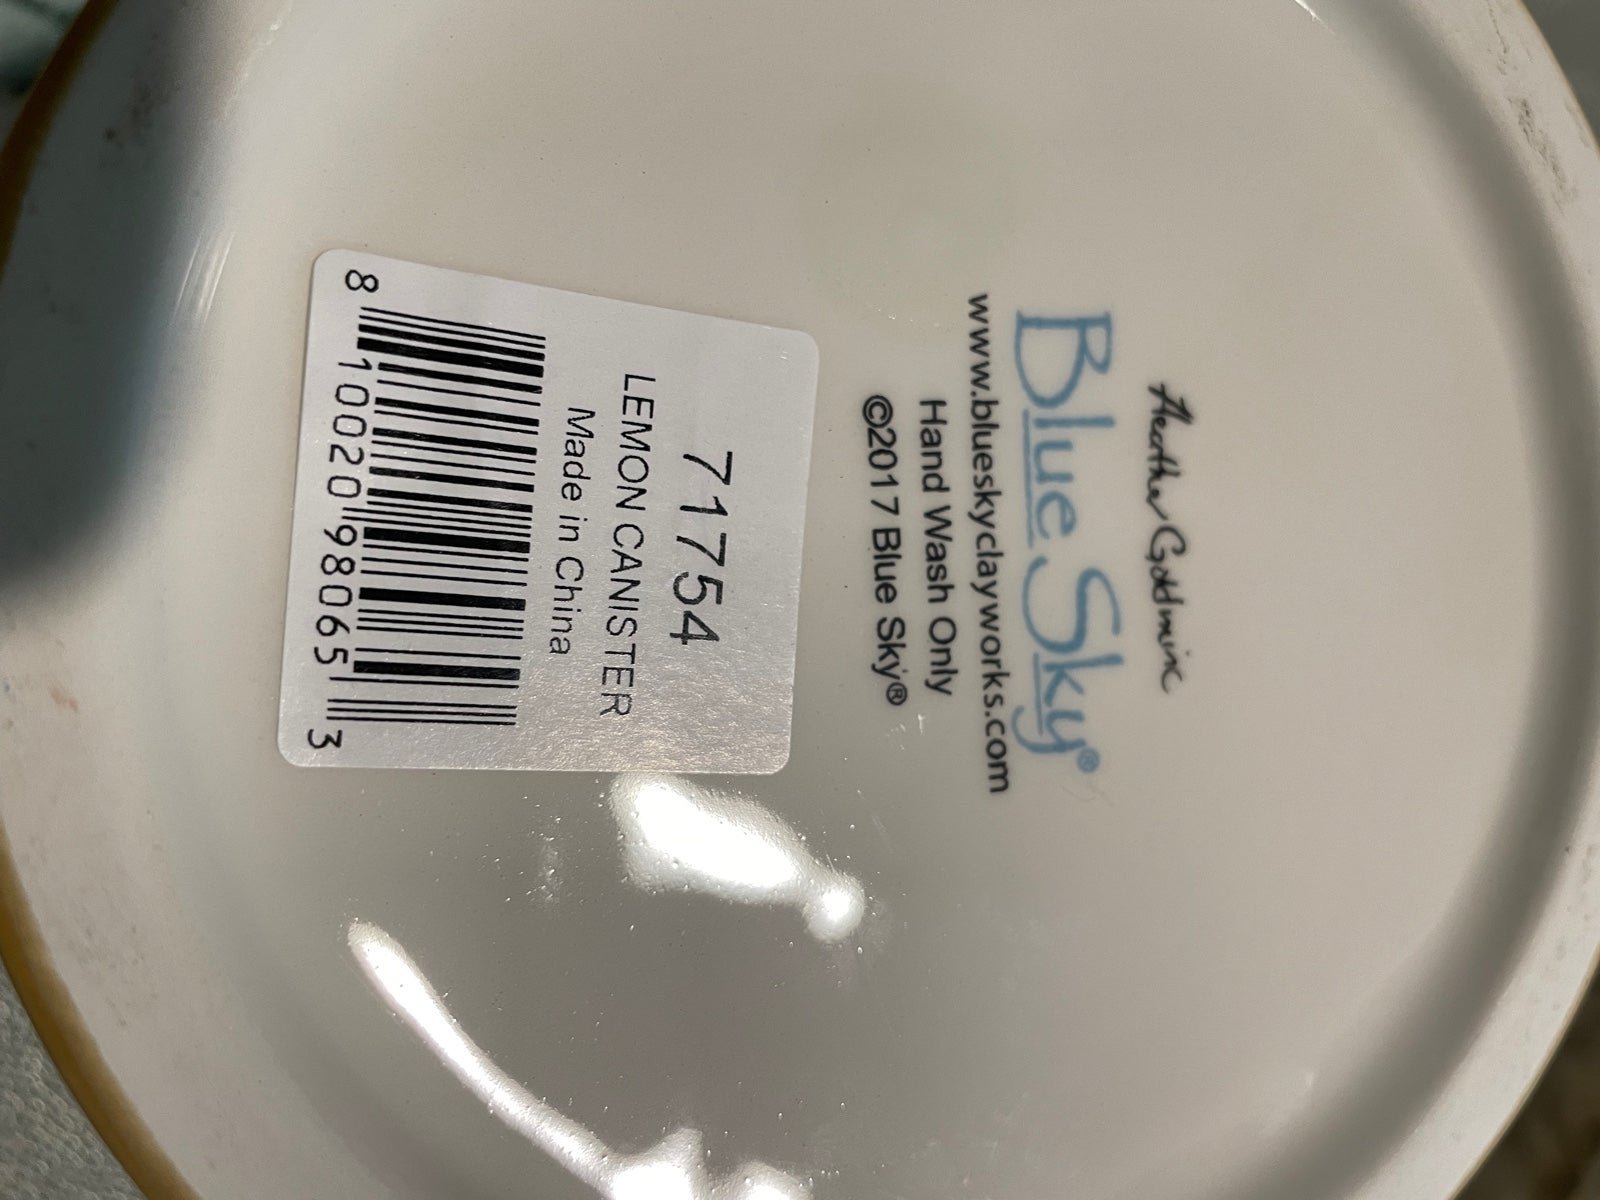 Heather Goldminc
Blue Sky®
www.blueskyclayworks.com
Hand Wash Only
©2017 Blue Sky®
71754
LEMON CANISTER
Made in China
8 10020 98065 3